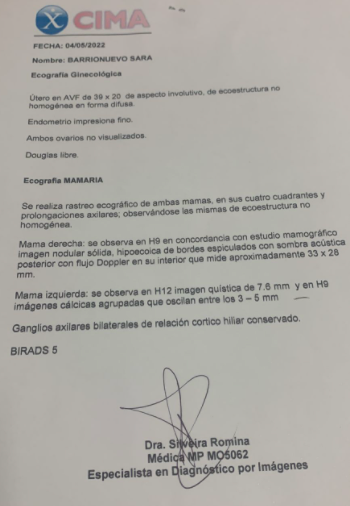 X CIMA
FECHA: 04/05/2022
Nombre: BARRIONUEVO SARA
Ecografía Ginecológica
Útero en AVF de 39 x 20 de aspecto involutivo, de ecoestructura no
homogénea en forma difusa.
Endometrio impresiona fino.
Ambos ovarios no visualizados.
Douglas libre.
Ecografía MAMARIA
Se realiza rastreo ecográfico de ambas mamas, en sus cuatro cuadrantes y
prolongaciones axilares; observándose las mismas de ecoestructura no
homogénea.
Mama derecha: se observa en H9 en concordancia con estudio mamográfico
imagen nodular sólida, hipoecoica de bordes espiculados con sombra acústica
posterior con flujo Doppler en su interior que mide aproximadamente 33 x 26
mm.
Mama izquierda: se observa en H12 imagen quística de 7.6 mm y en H9
imágenes cálcicas agrupadas que oscilan entre los 3 – 5 mm
Ganglios axilares bilaterales de relación cortico hiliar conservado.
BIRADS 5
Dra. Silveira Romina
Médica MP MO5062
Especialista en Diagnóstico por Imágenes